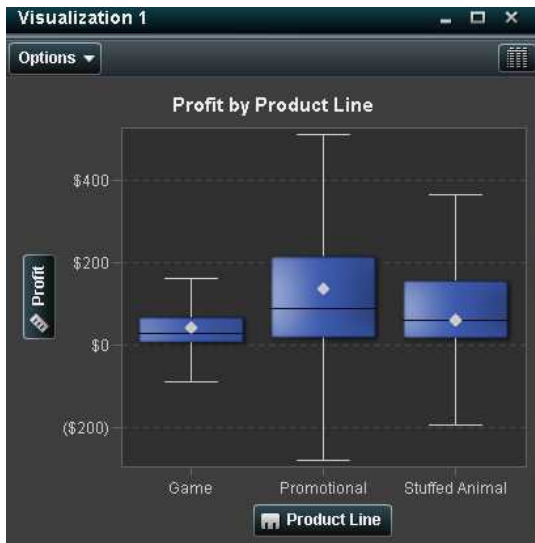 Visualization 1
Options
Profit by Product Line
$400
$200
$0
($200)
Profit
Game Promotional Stuffed Animal
Product Line